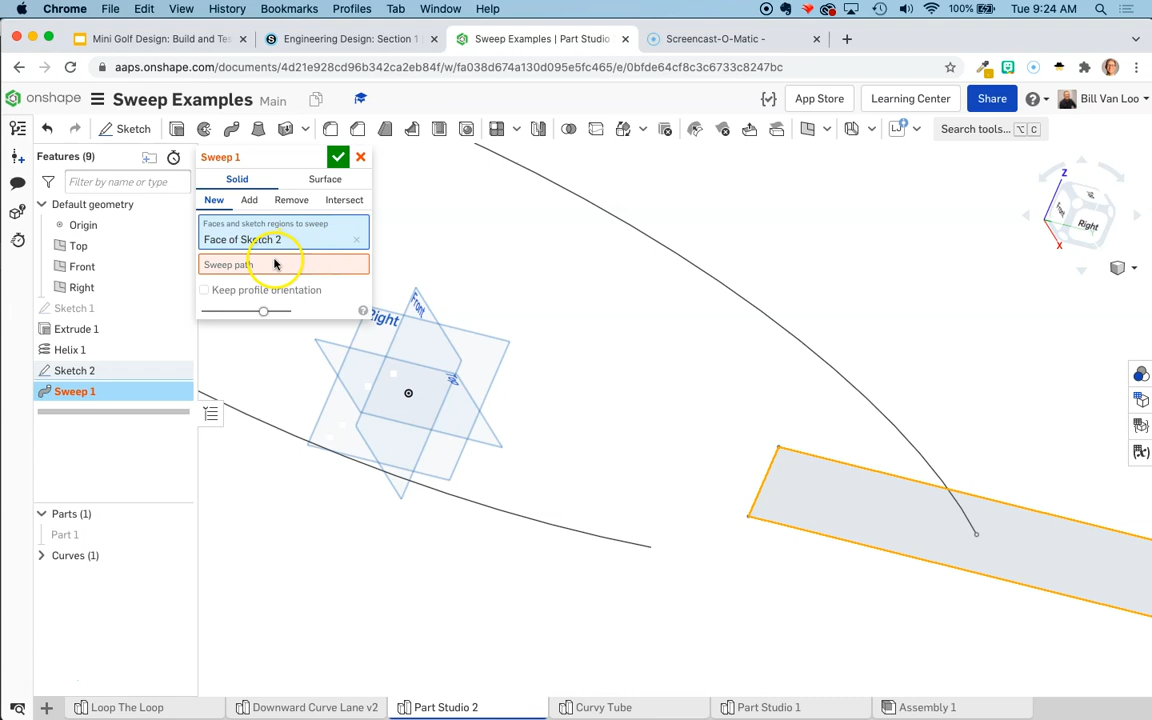 Chrome File Edit View History Bookmarks Profiles Tab Window Help 100% Tue 9:24 AM
Mini Golf Design: Build and Tes Engineering Design: Section 1 Sweep Examples | Part Studio Screencast-O-Matic -
aaps.onshape.com/documents/4d21e928cd96b342ca2eb84f/w/fa038d674a130d095e5fc465/e/0bfde64cf8c3c6733c8247bc
onshape Sweep Examples Main App Store Learning Center Share Bill Van Loo
Sketch Search tools... ⌥ C
Features (9)
Filter by name or type
Default geometry
Origin
Top
Front
Right
Sketch 1
Extrude 1
Helix 1
Sketch 2
Sweep 1
Parts (1)
Part 1
Curves (1)
Sweep 1
Solid Surface
New Add Remove Intersect
Faces and sketch regions to sweep
Face of Sketch 2
Sweep path
Keep profile orientation
Right
Front
Top
Z
Front
Right
X
Loop The Loop Downward Curve Lane v2 Part Studio 2 Curvy Tube Part Studio 1 Assembly 1